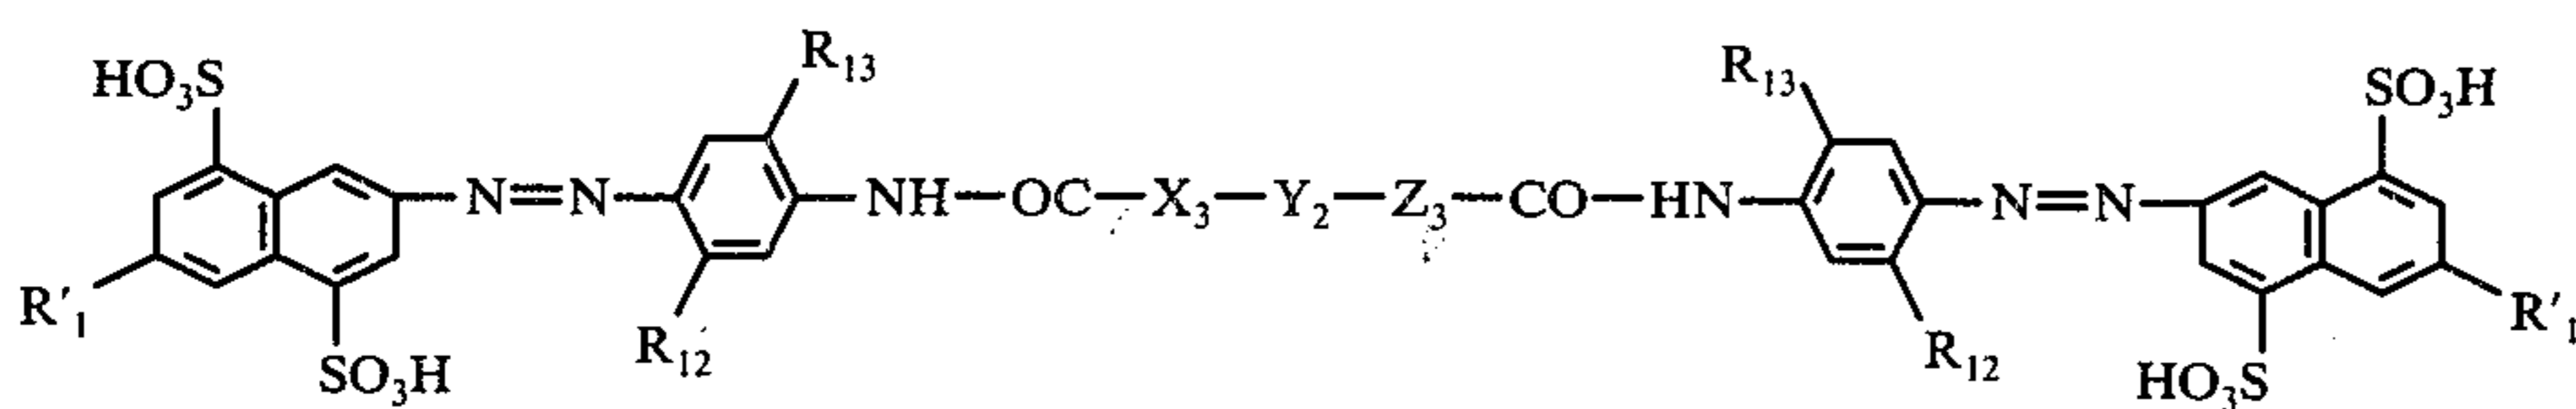 R₁₃ R₁₃
HO₃S SO₃H
N=N NH—OC—X₃—Y₂—Z₃—CO—HN N=N
R′₁ R′₁
R₁₂ R₁₂
SO₃H HO₃S